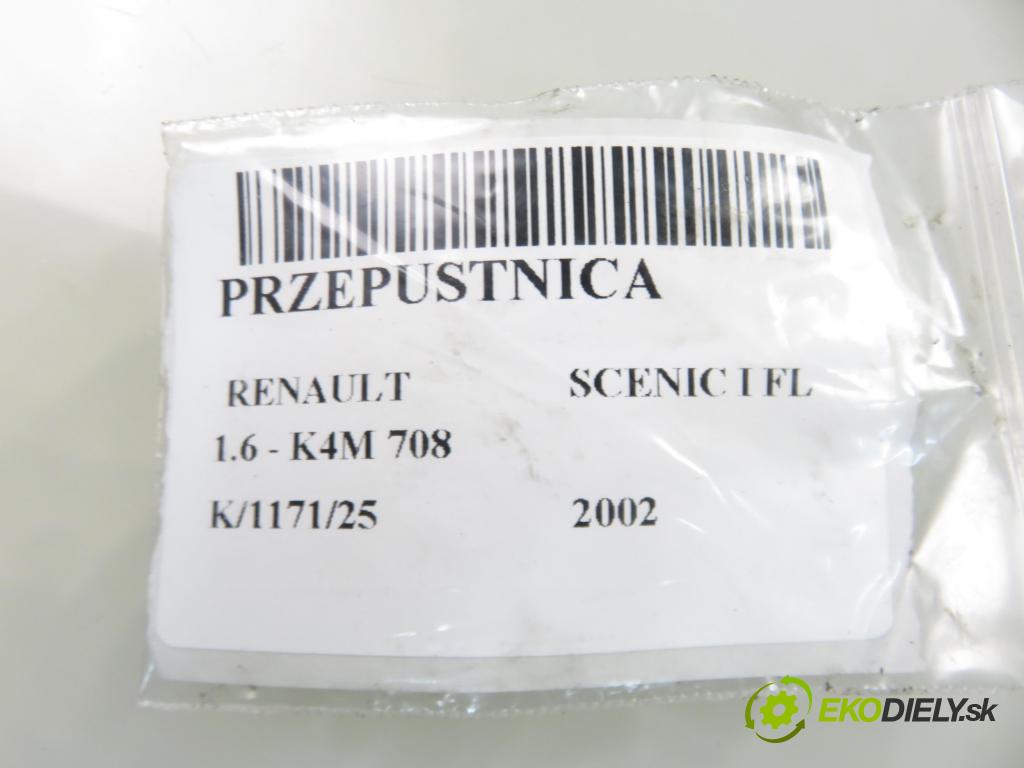 PRZEPUSTNICA
RENAULT SCENIC I FL
1.6 - K4M 708
K/1171/25 2002
EKODIELY.sk